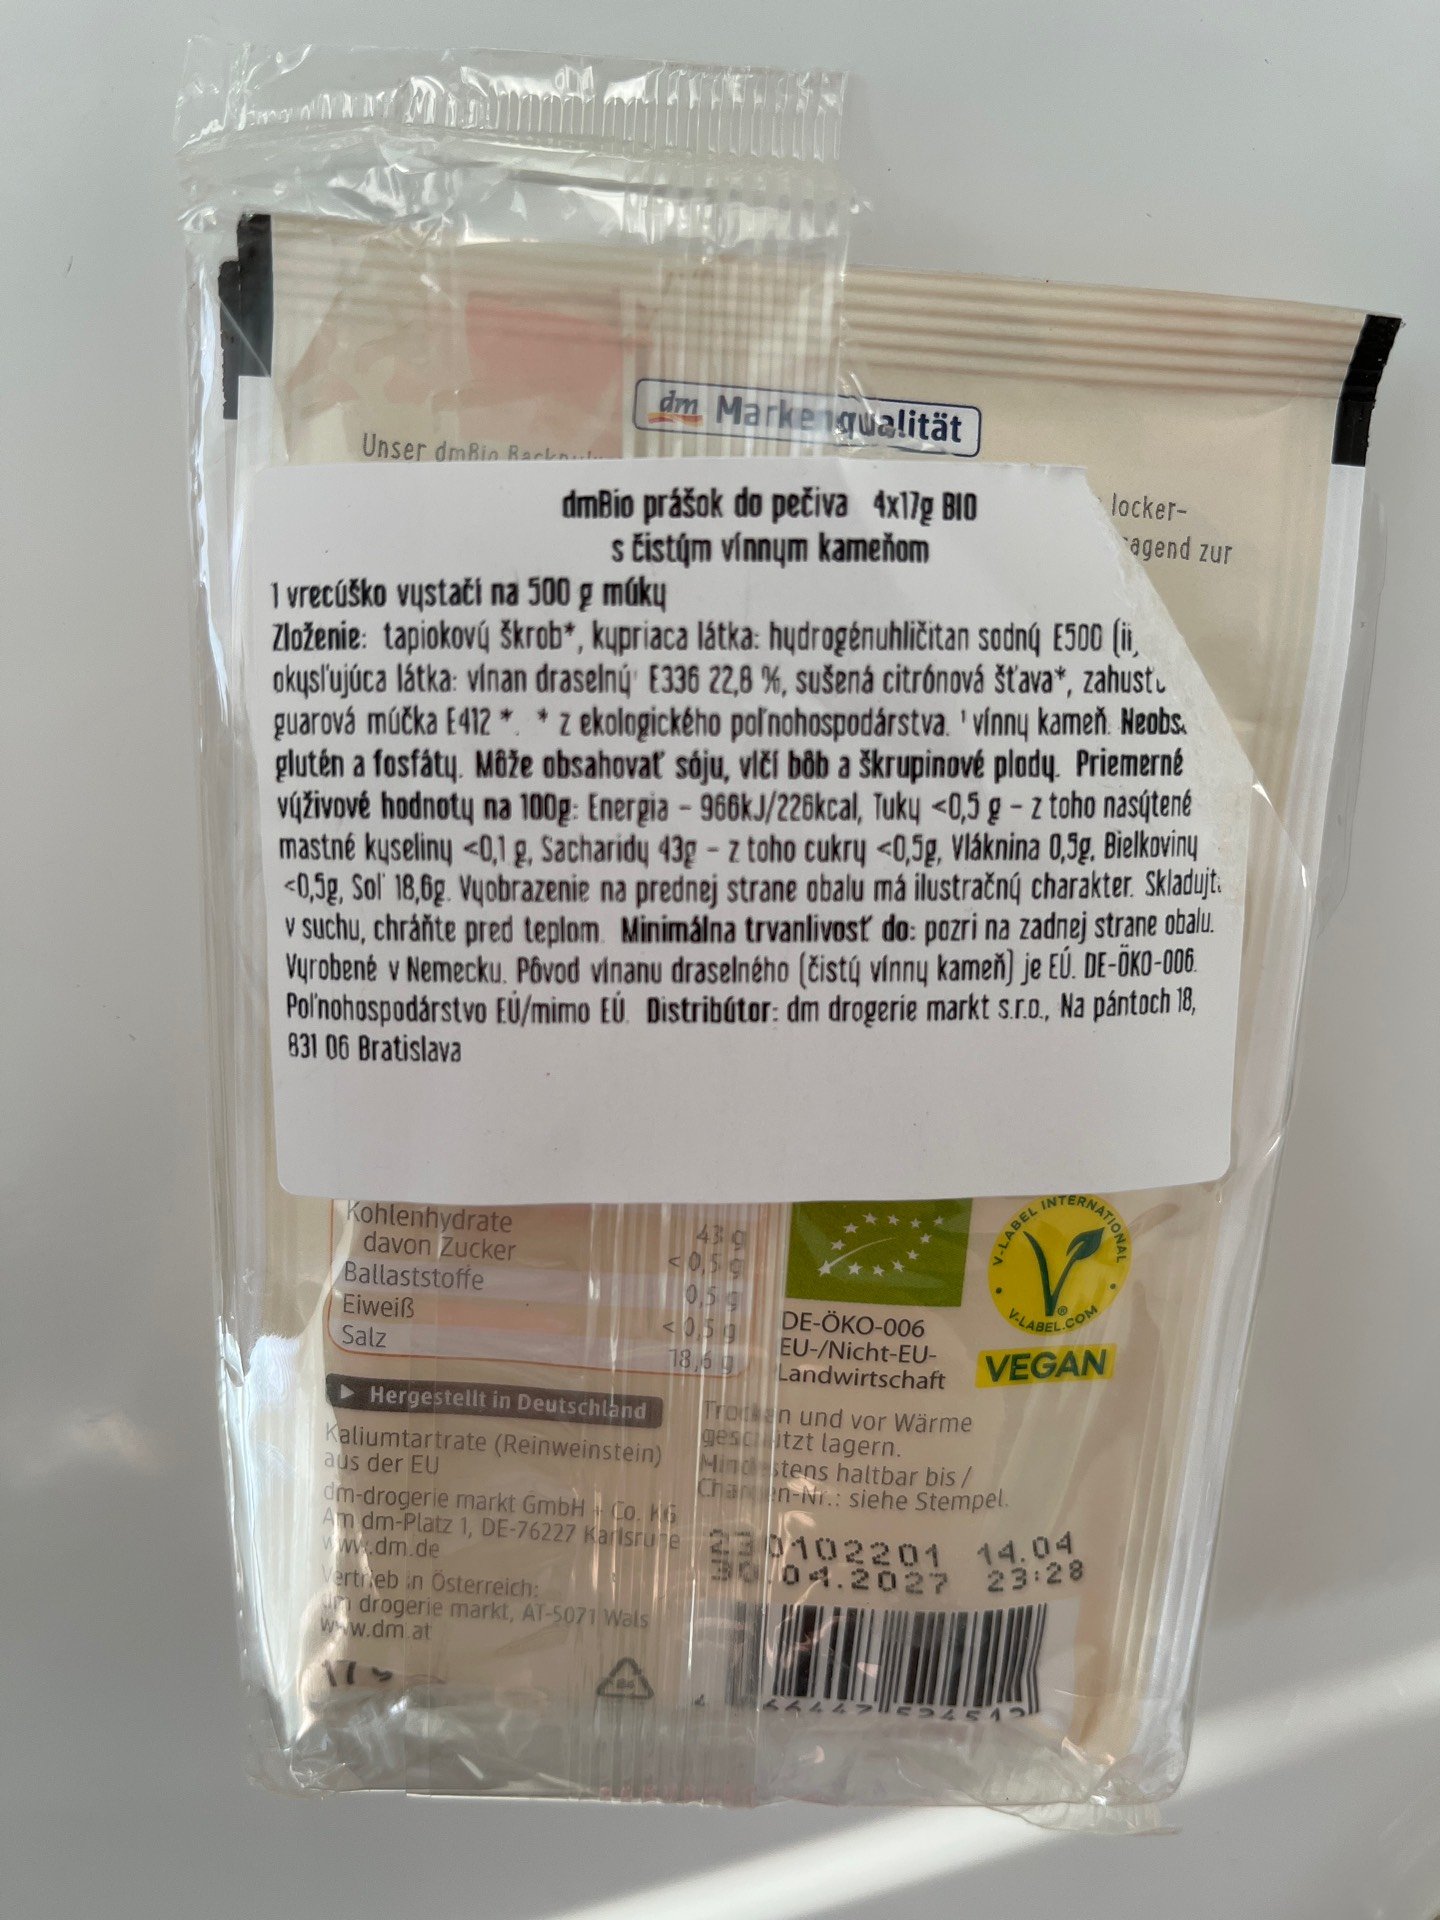 dm Markenqualität
Unser dmBio
locker-
zur
dmBio prášok do pečiva 4x17g BIO
s čistým vínnym kameňom
1 vrecúško vystačí na 500 g múky
Zloženie: tapiokový škrob*, kypriaca látka: hydrogénuhličitan sodný E500 (ii)
okysľujúca látka: vínan draselný¹ E336 22,8 %, sušená citrónová šťava*,
guarová múčka E412 *. * z ekologického poľnohospodárstva. ¹ vínny kameň.
glutén a fosfáty. Môže obsahovať sóju, vlčí bôb a škrupinové plody. Priemerné
výživové hodnoty na 100g: Energia – 966kJ/226kcal, Tuky <0,5 g – z toho nasýtené
mastné kyseliny <0,1 g, Sacharidy 43g – z toho cukry <0,5g, Vláknina 0,5g, Bielkoviny
<0,5g, Soľ 18,6g. Vyobrazenie na prednej strane obalu má ilustračný charakter.
v suchu, chráňte pred teplom. Minimálna trvanlivosť do: pozri na zadnej strane obalu.
Vyrobené v Nemecku. Pôvod vínanu draselného (čistý vínny kameň) je EÚ. DE-ÖKO-006.
Poľnohospodárstvo EÚ/mimo EÚ. Distribútor: dm drogerie markt s.r.o., Na pántoch 18,
831 06 Bratislava
Kohlenhydrate 43 g
davon Zucker <0,5 g
Ballaststoffe 0,5 g
Eiweiß <0,5 g
Salz 18,6 g
Hergestellt in Deutschland
Kaliumtartrate (Reinweinstein)
aus der EU
dm-drogerie markt GmbH + Co. KG
Am dm-Platz 1, DE-76227 Karlsruhe
www.dm.de
Vertrieb in Österreich:
dm drogerie markt, AT-5071 Wals
www.dm.at
V-LABEL INTERNATIONAL
V-LABEL.COM
VEGAN
DE-ÖKO-006
EU-/Nicht-EU-
Landwirtschaft
Trocken und vor Wärme
geschützt lagern.
Mindestens haltbar bis /
Chargen-Nr.: siehe Stempel.
230102201 14.04
30.04.2027 23:28